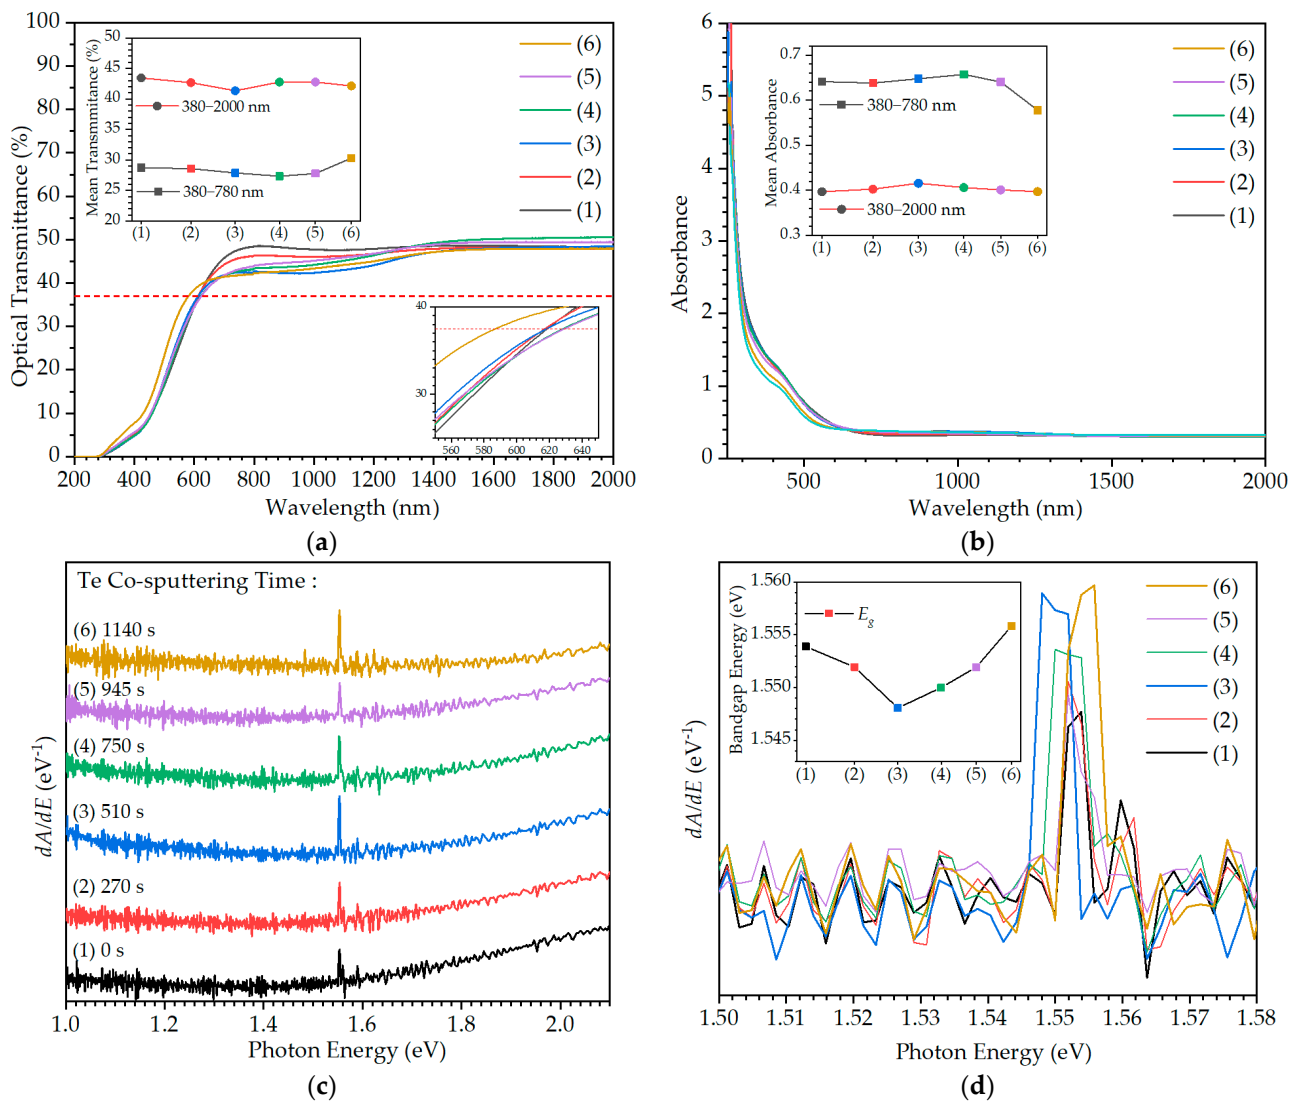 100
90
80
70
60
50
40
30
20
10
0
Optical Transmittance (%)
200 400 600 800 1000 1200 1400 1600 1800 2000
Wavelength (nm)
(6)
(5)
(4)
(3)
(2)
(1)
50
45
40
35
30
25
20
Mean Transmmittance (%)
380–2000 nm
380–780 nm
(1) (2) (3) (4) (5) (6)
40
30
560 580 600 620 640
(a)
6
5
4
3
2
1
0
Absorbance
500 1000 1500 2000
Wavelength (nm)
(6)
(5)
(4)
(3)
(2)
(1)
0.7
0.6
0.5
0.4
0.3
Mean Absorbance
380–780 nm
380–2000 nm
(1) (2) (3) (4) (5) (6)
(b)
Te Co-sputtering Time :
(6) 1140 s
(5) 945 s
(4) 750 s
(3) 510 s
(2) 270 s
(1) 0 s
dA/dE (eV-1)
1.0 1.2 1.4 1.6 1.8 2.0
Photon Energy (eV)
(c)
1.560
1.555
1.550
1.545
Bandgap Energy (eV)
Eg
(1) (2) (3) (4) (5) (6)
(6)
(5)
(4)
(3)
(2)
(1)
dA/dE (eV-1)
1.50 1.51 1.52 1.53 1.54 1.55 1.56 1.57 1.58
Photon Energy (eV)
(d)